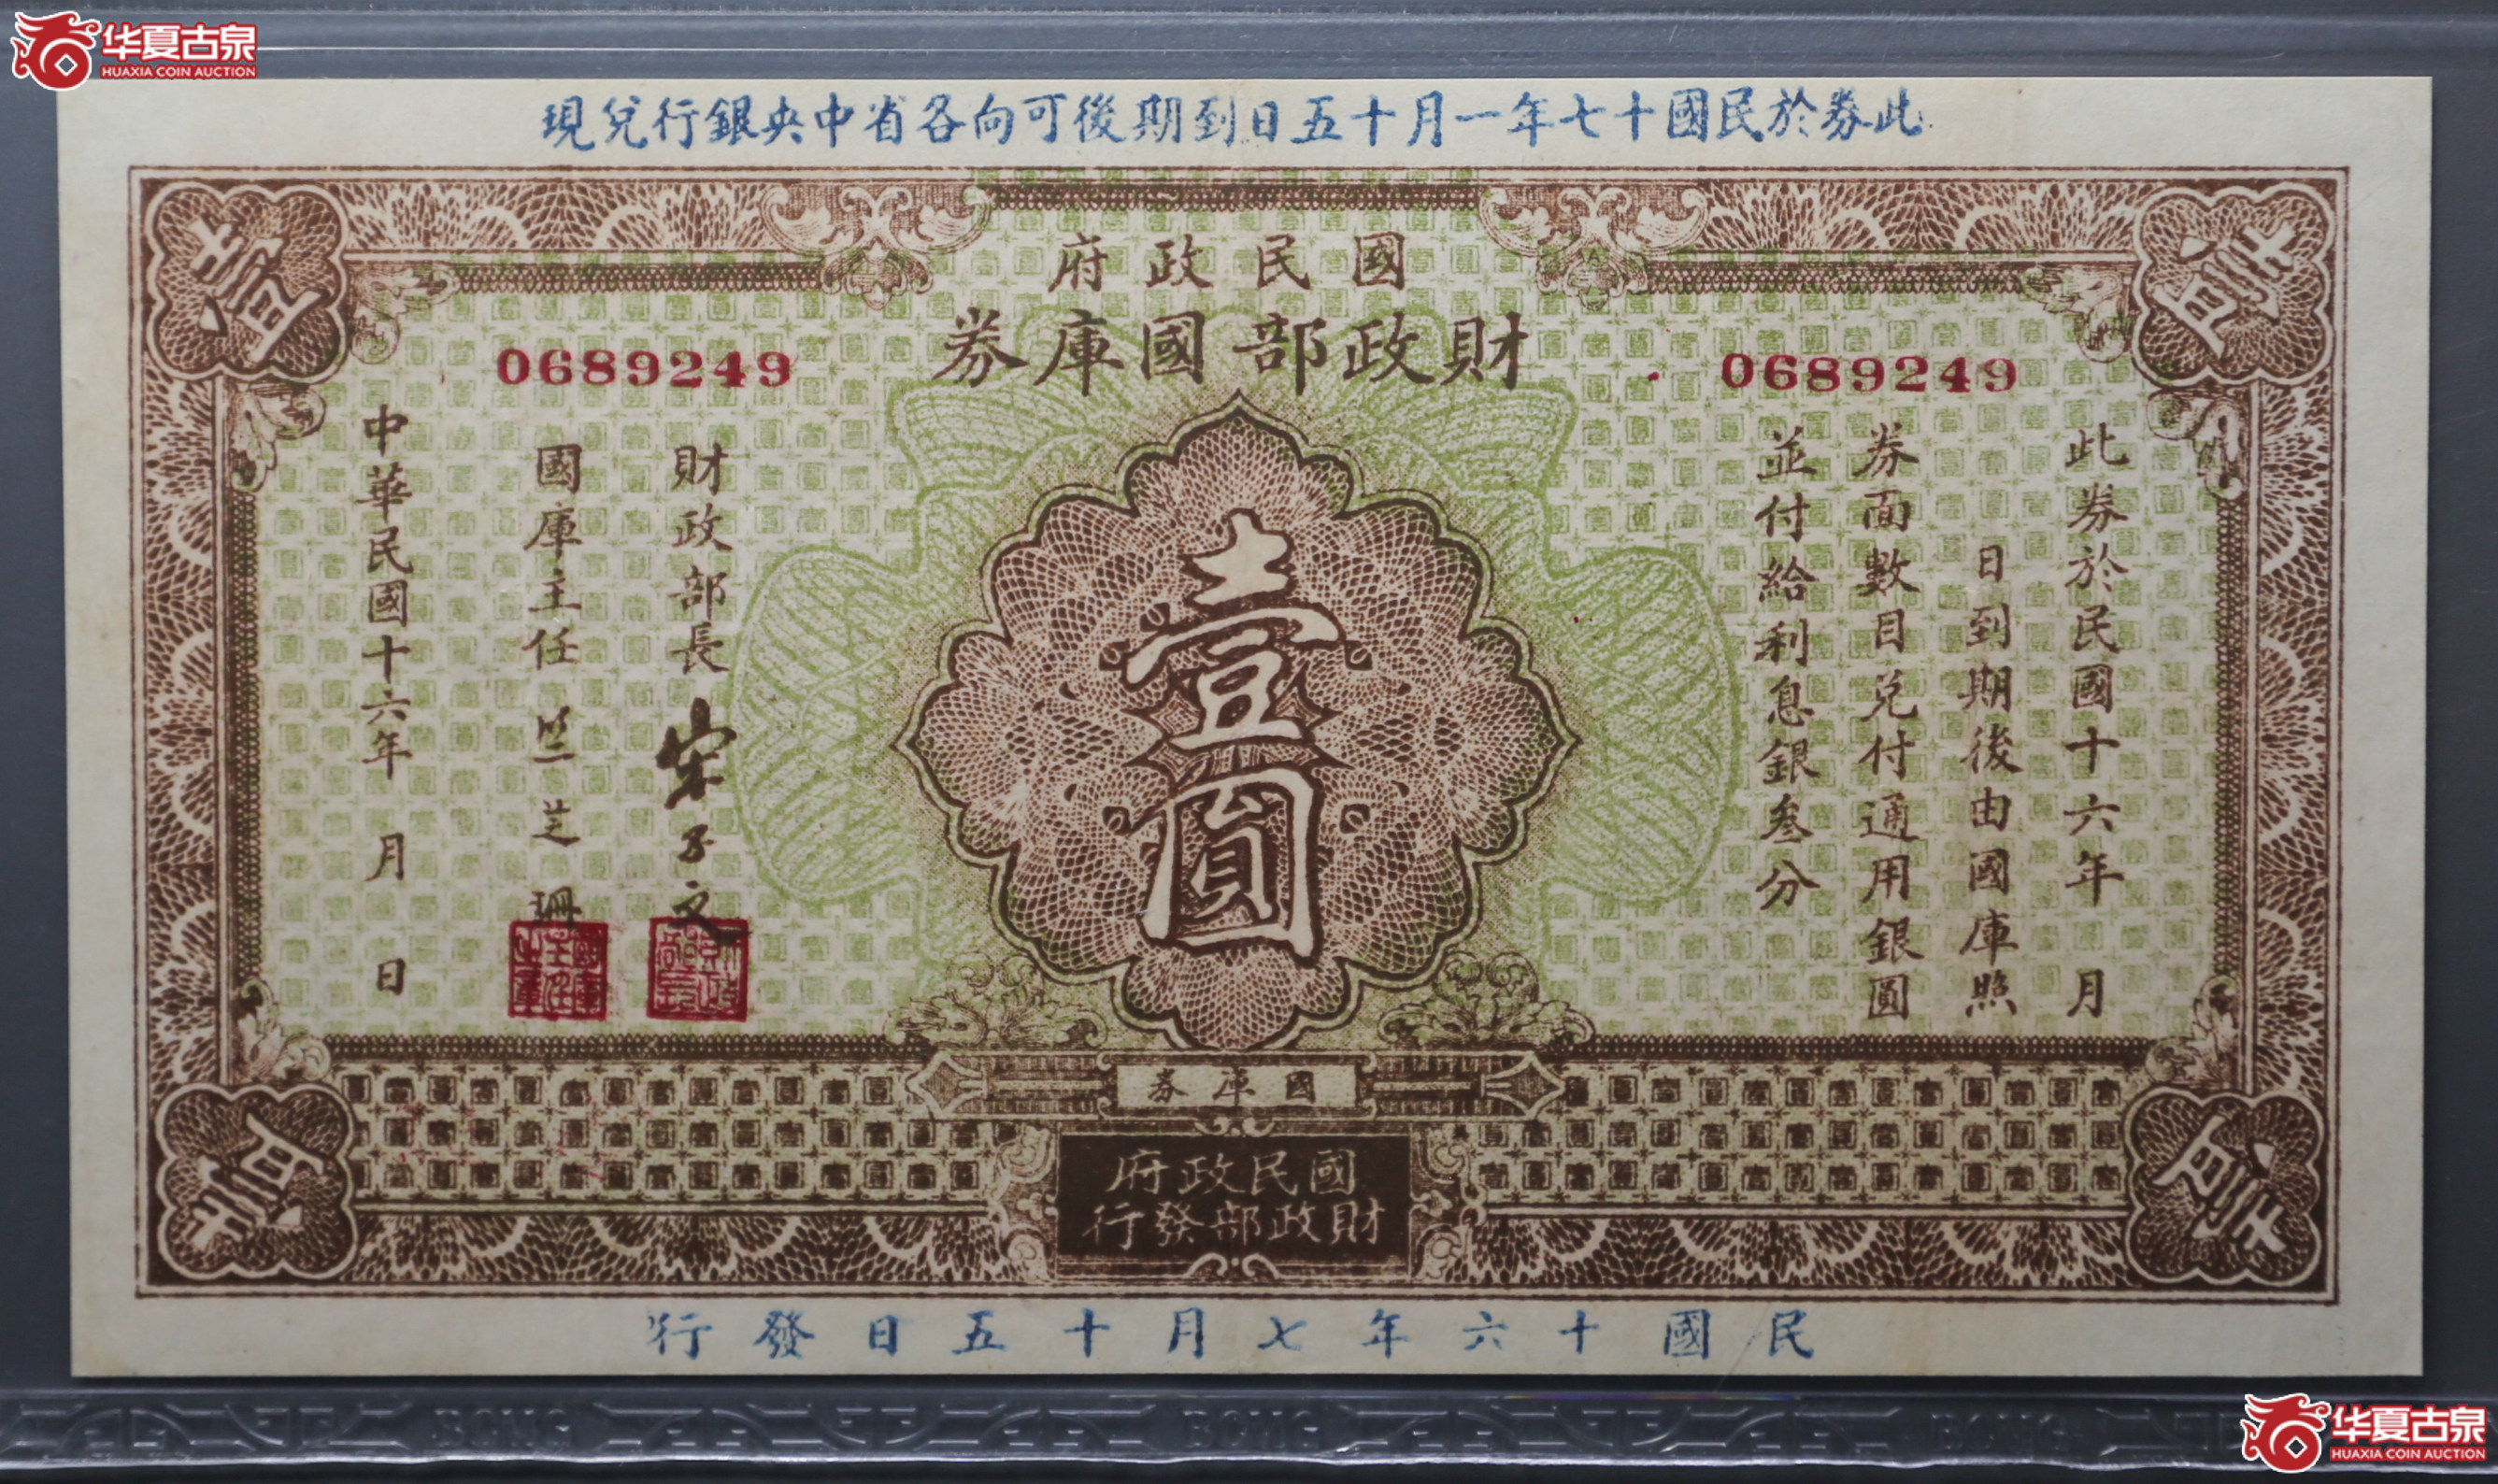 华夏古泉
HUAXIA COIN AUCTION
此券於民國十七年一月十五日到期後可向各省中央銀行兌現
壹
壹
國民政府
財政部國庫券
0689249
0689249
此券於民國十六年 月
日到期後由國庫照
券面數目兌付通用銀圓
並付給利息銀叁分
壹圓
財政部長 宋子文
國庫主任
中華民國十六年 月 日
國庫券
國民政府
財政部發行
壹
壹
民國十六年七月十五日發行
华夏古泉
HUAXIA COIN AUCTION